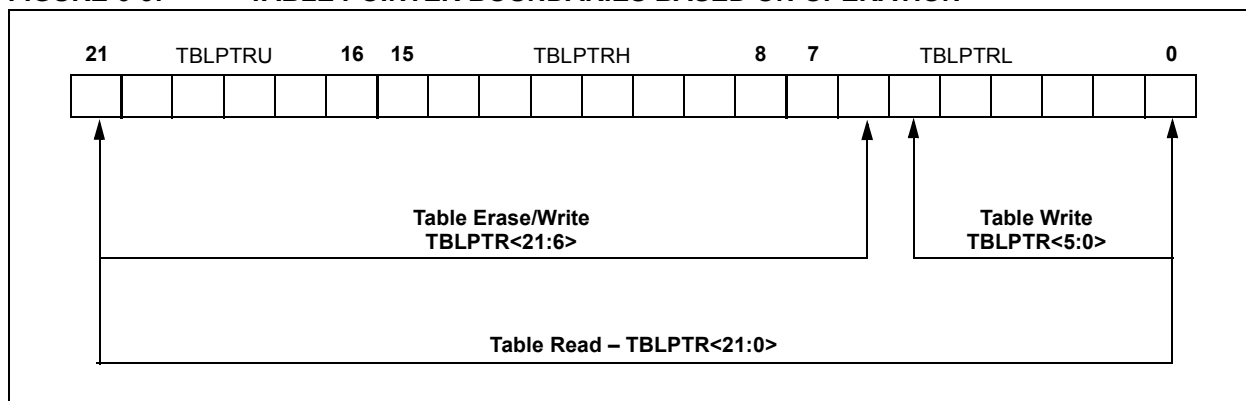 21 TBLPTRU 16 15 TBLPTRH 8 7 TBLPTRL 0
Table Erase/Write
TBLPTR<21:6>
Table Write
TBLPTR<5:0>
Table Read – TBLPTR<21:0>